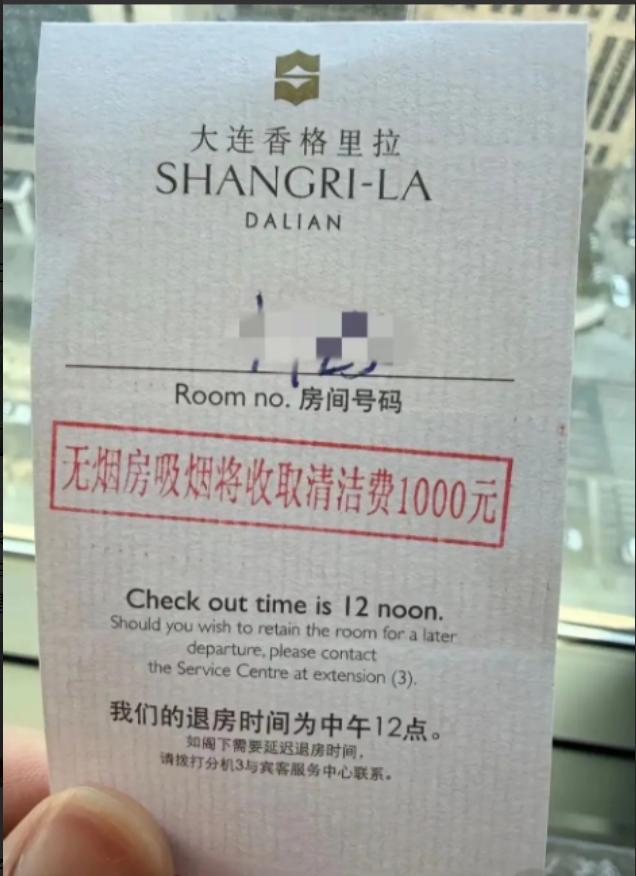 大连香格里拉
SHANGRI-LA
DALIAN
Room no. 房间号码
无烟房吸烟将收取清洁费1000元
Check out time is 12 noon.
Should you wish to retain the room for a later
departure, please contact
the Service Centre at extension (3).
我们的退房时间为中午12点。
如阁下需要延迟退房时间，
请拨打分机3与宾客服务中心联系。